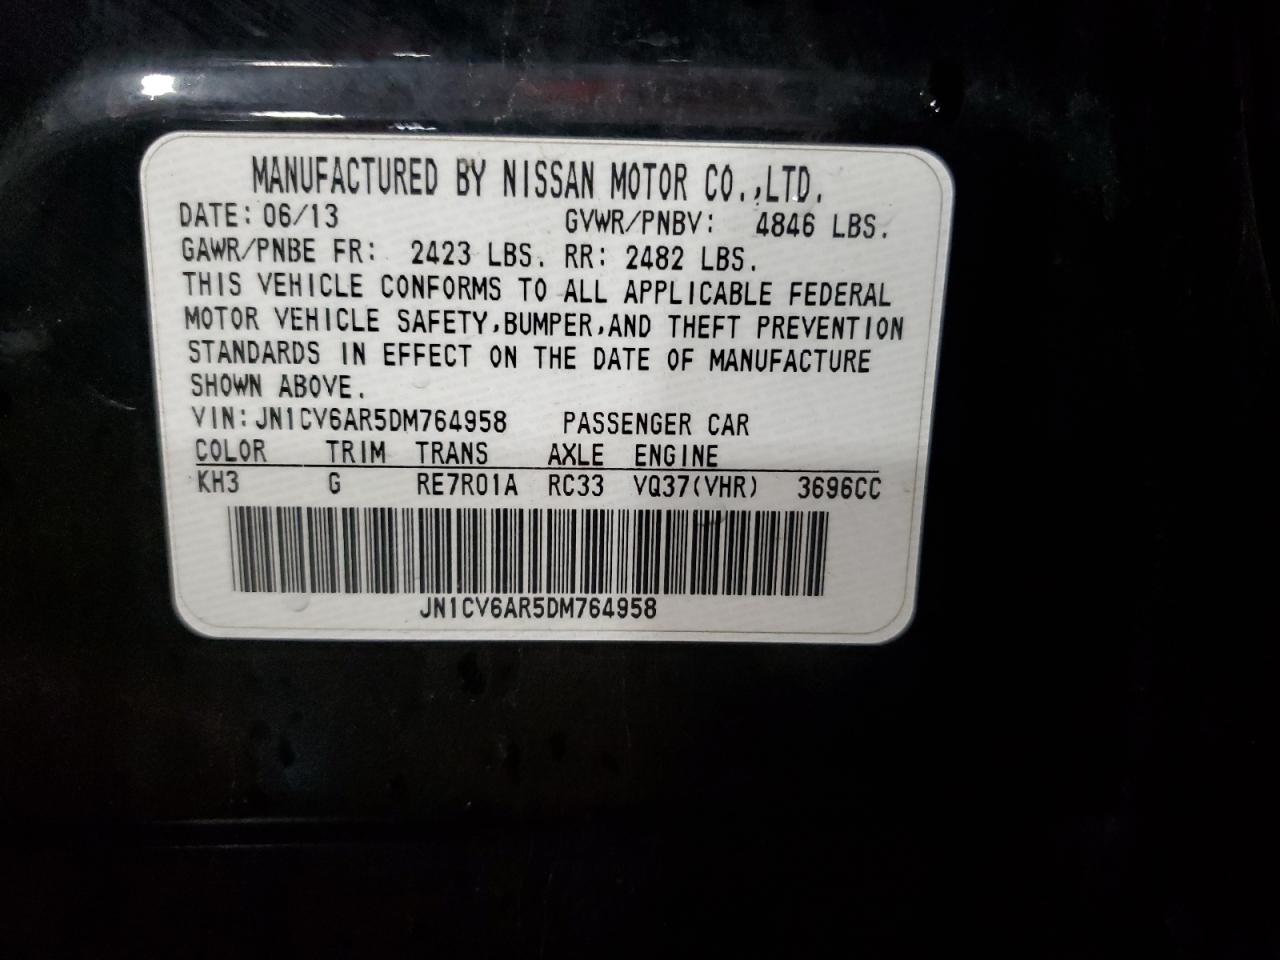 MANUFACTURED BY NISSAN MOTOR CO.,LTD.
DATE: 06/13 GVWR/PNBV: 4846 LBS.
GAWR/PNBE FR: 2423 LBS. RR: 2482 LBS.
THIS VEHICLE CONFORMS TO ALL APPLICABLE FEDERAL
MOTOR VEHICLE SAFETY,BUMPER,AND THEFT PREVENTION
STANDARDS IN EFFECT ON THE DATE OF MANUFACTURE
SHOWN ABOVE.
VIN: JN1CV6AR5DM764958 PASSENGER CAR
COLOR TRIM TRANS AXLE ENGINE
KH3 G RE7R01A RC33 VQ37(VHR) 3696CC
JN1CV6AR5DM764958